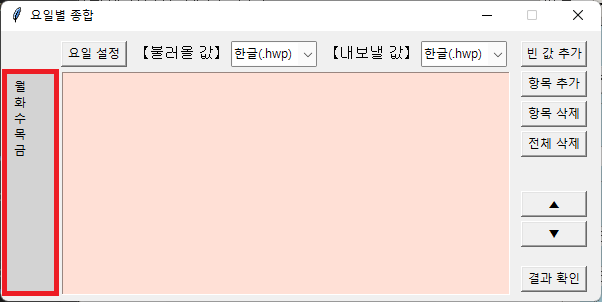 요일별 종합
요일 설정 【불러올 값】 한글(.hwp) 【내보낼 값】 한글(.hwp) 빈 값 추가
월
화
수
목
금
항목 추가
항목 삭제
전체 삭제
▲
▼
결과 확인